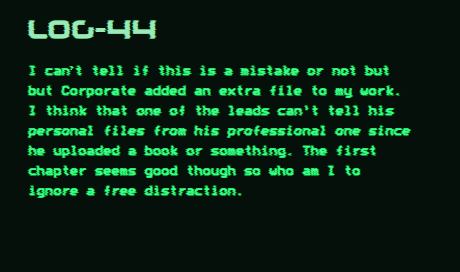 LOG-44
I can't tell if this is a mistake or not but
but Corporate added an extra file to my work.
I think that one of the leads can't tell his
personal files from his professional one since
he uploaded a book or something. The first
chapter seems good though so who am I to
ignore a free distraction.